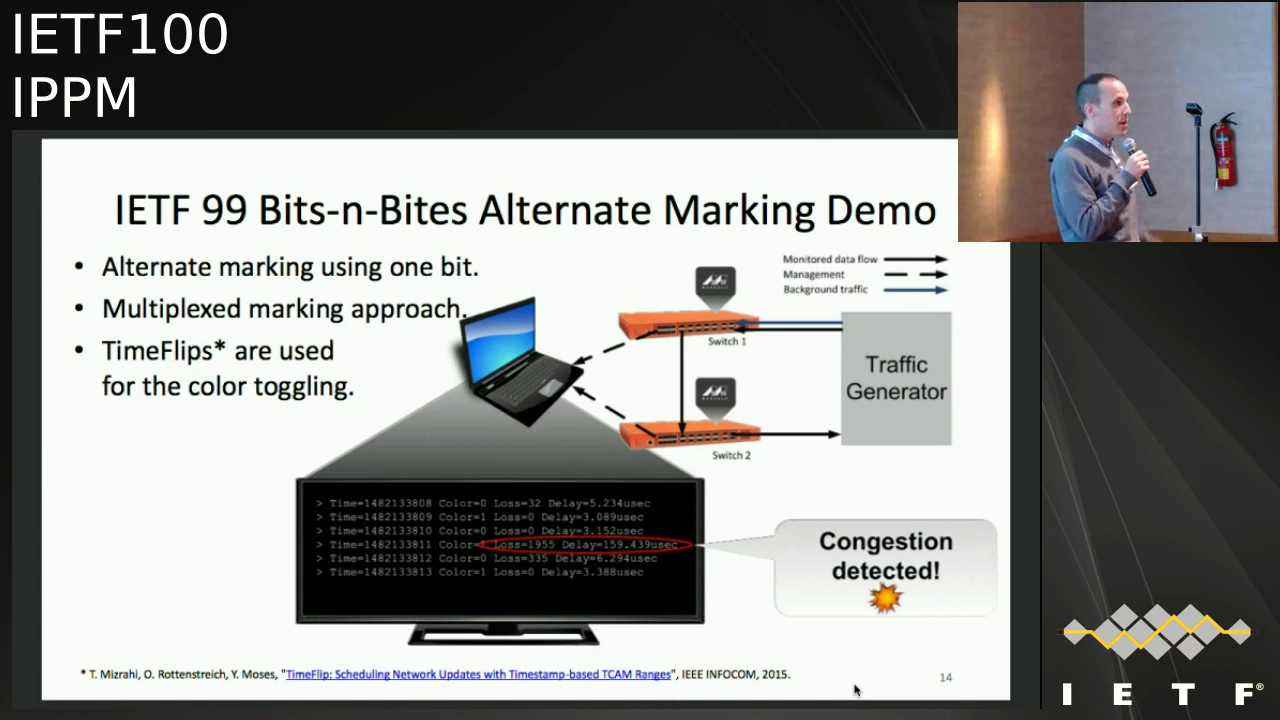 IETF100
IPPM
IETF 99 Bits-n-Bites Alternate Marking Demo
• Alternate marking using one bit.
• Multiplexed marking approach.
• TimeFlips* are used
for the color toggling.
Monitored data flow
Management
Background traffic
Switch 1
Traffic
Generator
Switch 2
> Time=1482133808 Color=0 Loss=32 Delay=5.234usec
> Time=1482133809 Color=1 Loss=0 Delay=3.089usec
> Time=1482133810 Color=0 Loss=0 Delay=3.152usec
> Time=1482133811 Color=1 Loss=1955 Delay=159.439usec
> Time=1482133812 Color=0 Loss=335 Delay=6.294usec
> Time=1482133813 Color=1 Loss=0 Delay=3.388usec
Congestion
detected!
* T. Mizrahi, O. Rottenstreich, Y. Moses, "TimeFlip: Scheduling Network Updates with Timestamp-based TCAM Ranges", IEEE INFOCOM, 2015.
14
I E T F®